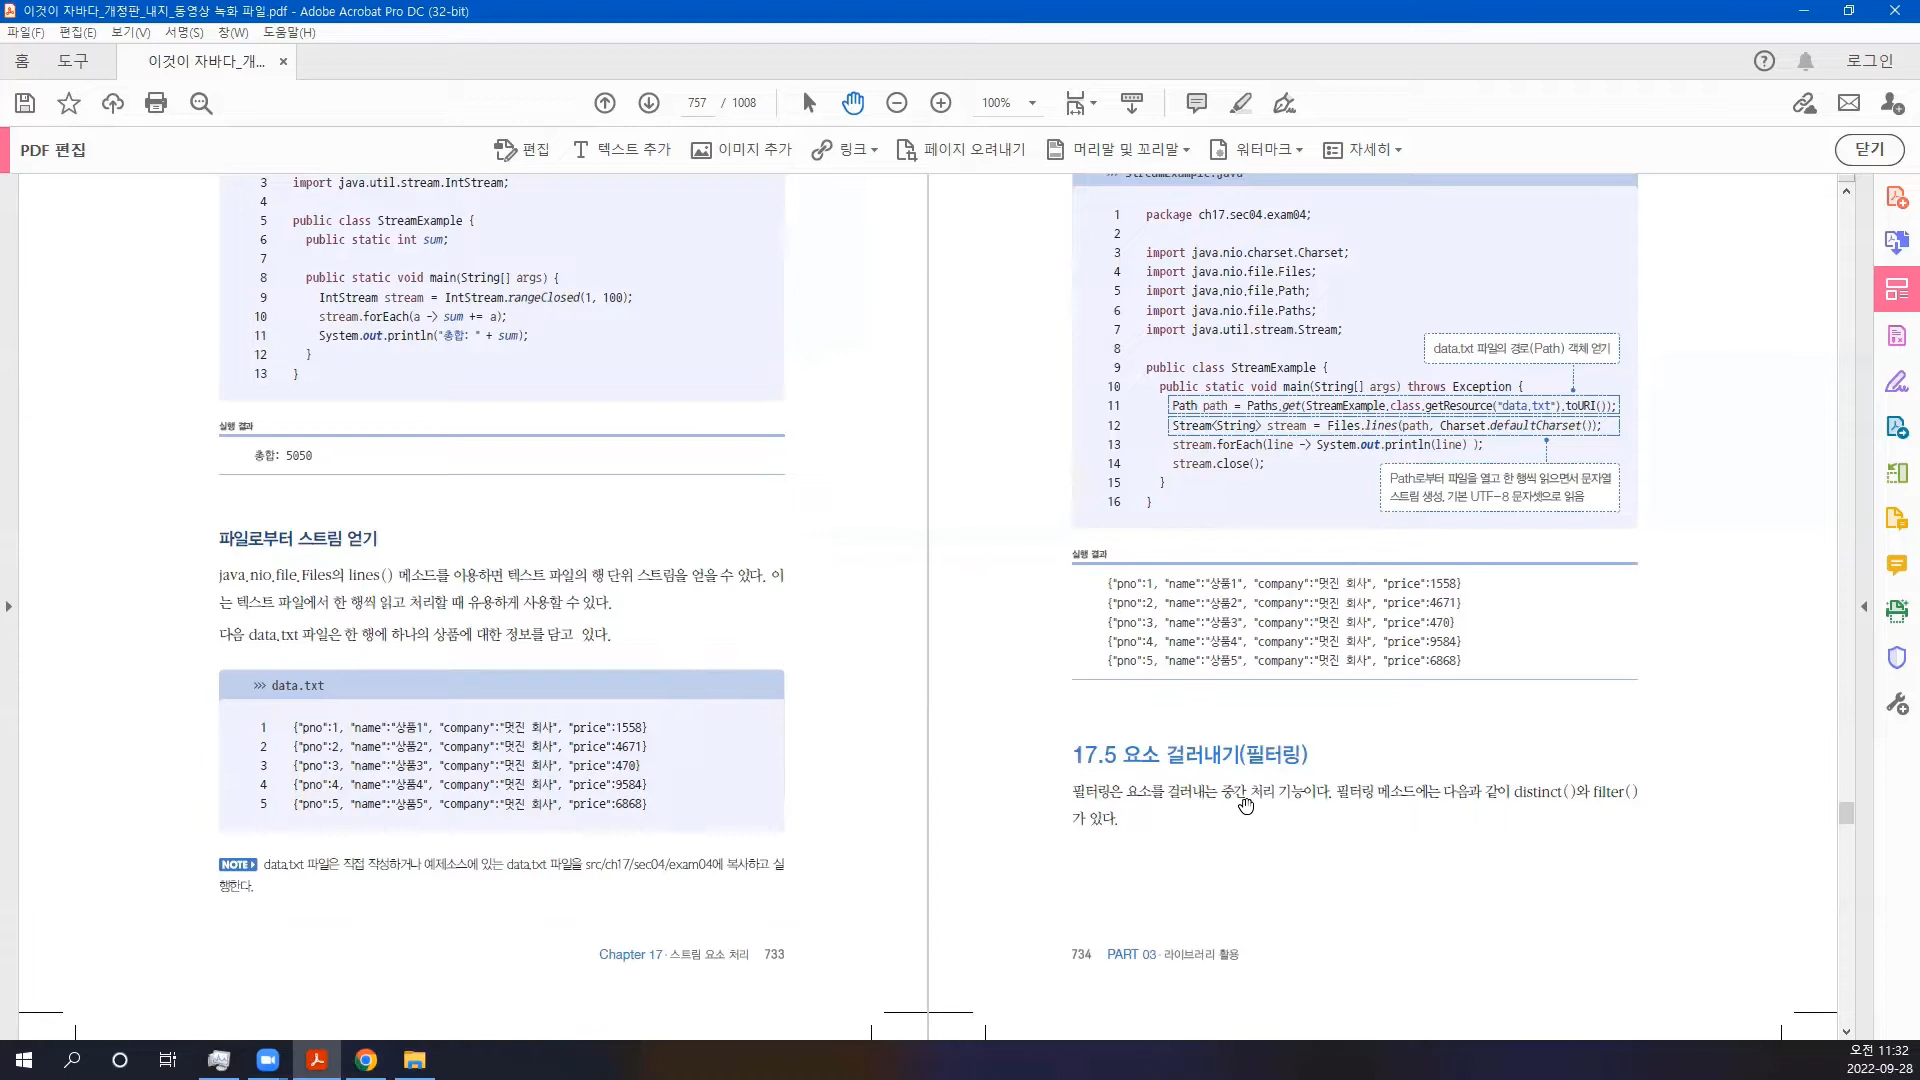 이것이 자바다_개정판_내지_동영상 녹화 파일.pdf - Adobe Acrobat Pro DC (32-bit)
파일(F) 편집(E) 보기(V) 서명(S) 창(W) 도움말(H)
홈 도구 이것이 자바다_개... × 로그인
757 / 1008 100%
PDF 편집 편집 텍스트 추가 이미지 추가 링크 페이지 오려내기 머리말 및 꼬리말 워터마크 자세히 닫기
3 import java.util.stream.IntStream;
4
5 public class StreamExample {
6 public static int sum;
7
8 public static void main(String[] args) {
9 IntStream stream = IntStream.rangeClosed(1, 100);
10 stream.forEach(a -> sum += a);
11 System.out.println("총합: " + sum);
12 }
13 }
실행 결과
총합: 5050
파일로부터 스트림 얻기
java.nio.file.Files의 lines() 메소드를 이용하면 텍스트 파일의 행 단위 스트림을 얻을 수 있다. 이
는 텍스트 파일에서 한 행씩 읽고 처리할 때 유용하게 사용할 수 있다.
다음 data.txt 파일은 한 행에 하나의 상품에 대한 정보를 담고 있다.
>>> data.txt
1 {"pno":1, "name":"상품1", "company":"멋진 회사", "price":1558}
2 {"pno":2, "name":"상품2", "company":"멋진 회사", "price":4671}
3 {"pno":3, "name":"상품3", "company":"멋진 회사", "price":470}
4 {"pno":4, "name":"상품4", "company":"멋진 회사", "price":9584}
5 {"pno":5, "name":"상품5", "company":"멋진 회사", "price":6868}
NOTE data.txt 파일은 직접 작성하거나 예제소스에 있는 data.txt 파일을 src/ch17/sec04/exam04에 복사하고 실
행한다.
Chapter 17 · 스트림 요소 처리 733
>>> StreamExample.java
1 package ch17.sec04.exam04;
2
3 import java.nio.charset.Charset;
4 import java.nio.file.Files;
5 import java.nio.file.Path;
6 import java.nio.file.Paths;
7 import java.util.stream.Stream;
8
data.txt 파일의 경로(Path) 객체 얻기
9 public class StreamExample {
10 public static void main(String[] args) throws Exception {
11 Path path = Paths.get(StreamExample.class.getResource("data.txt").toURI());
12 Stream<String> stream = Files.lines(path, Charset.defaultCharset());
13 stream.forEach(line -> System.out.println(line) );
14 stream.close();
15 }
16 }
Path로부터 파일을 열고 한 행씩 읽으면서 문자열
스트림 생성. 기본 UTF-8 문자셋으로 읽음
실행 결과
{"pno":1, "name":"상품1", "company":"멋진 회사", "price":1558}
{"pno":2, "name":"상품2", "company":"멋진 회사", "price":4671}
{"pno":3, "name":"상품3", "company":"멋진 회사", "price":470}
{"pno":4, "name":"상품4", "company":"멋진 회사", "price":9584}
{"pno":5, "name":"상품5", "company":"멋진 회사", "price":6868}
17.5 요소 걸러내기(필터링)
필터링은 요소를 걸러내는 중간 처리 기능이다. 필터링 메소드에는 다음과 같이 distinct()와 filter()
가 있다.
734 PART 03 · 라이브러리 활용
오전 11:32
2022-09-28